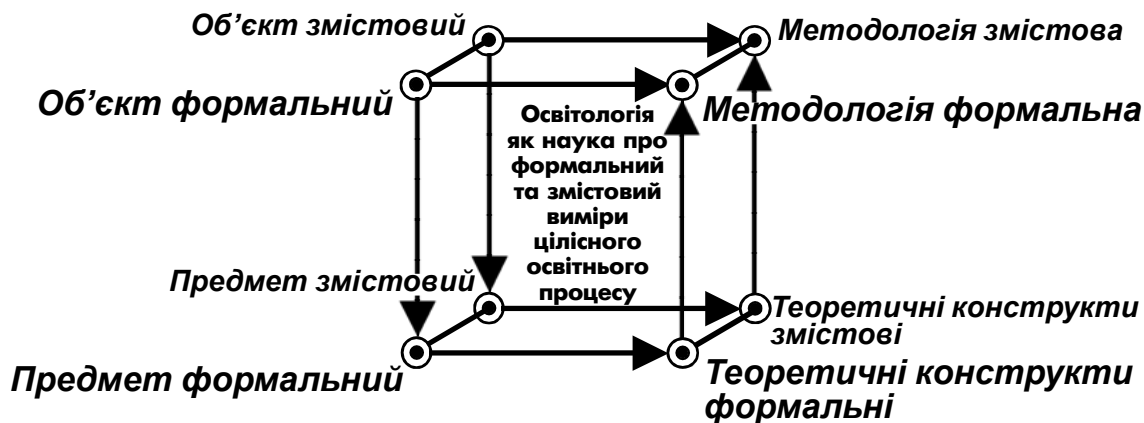 Об’єкт змістовий
Методологія змістова
Об’єкт формальний
Методологія формальна
Освітологія
як наука про
формальний
та змістовий
виміри
цілісного
освітнього
процесу
Предмет змістовий
Теоретичні конструкти
змістові
Предмет формальний
Теоретичні конструкти
формальні